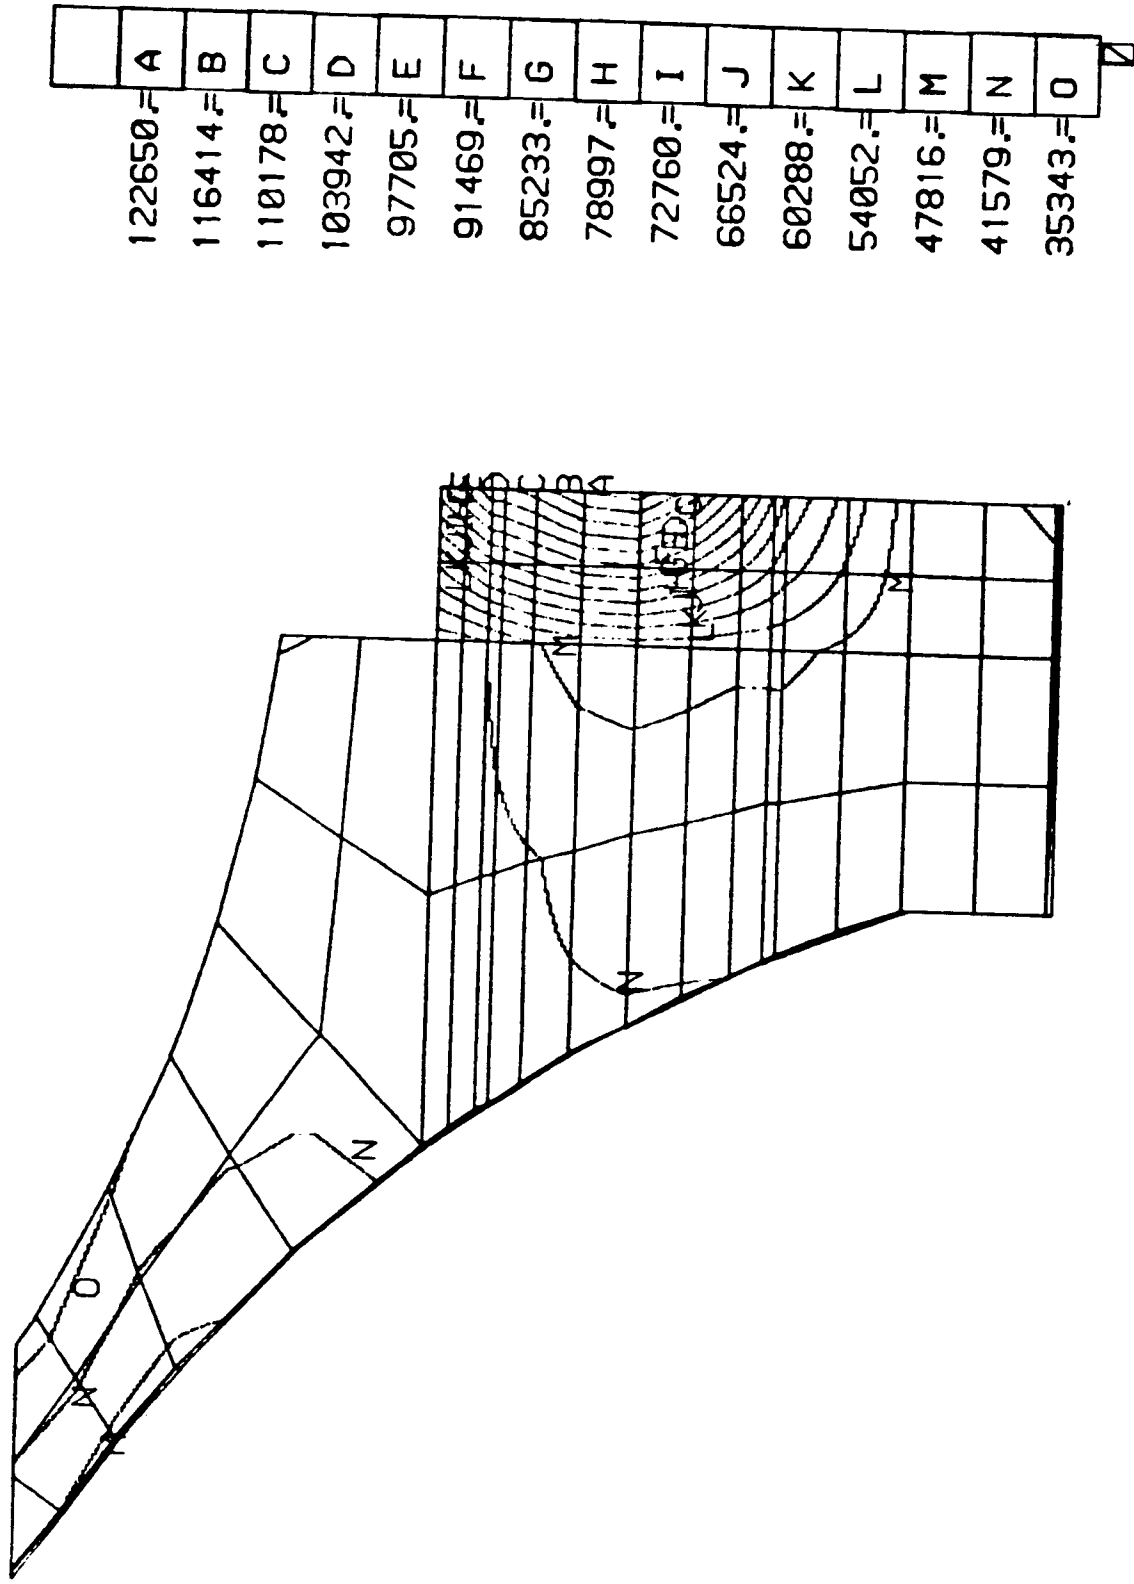 122650.=A
116414.=B
110178.=C
103942.=D
97705.=E
91469.=F
85233.=G
78997.=H
72760.=I
66524.=J
60288.=K
54052.=L
47816.=M
41579.=N
35343.=O
C
B
A
M
M
N
N
O